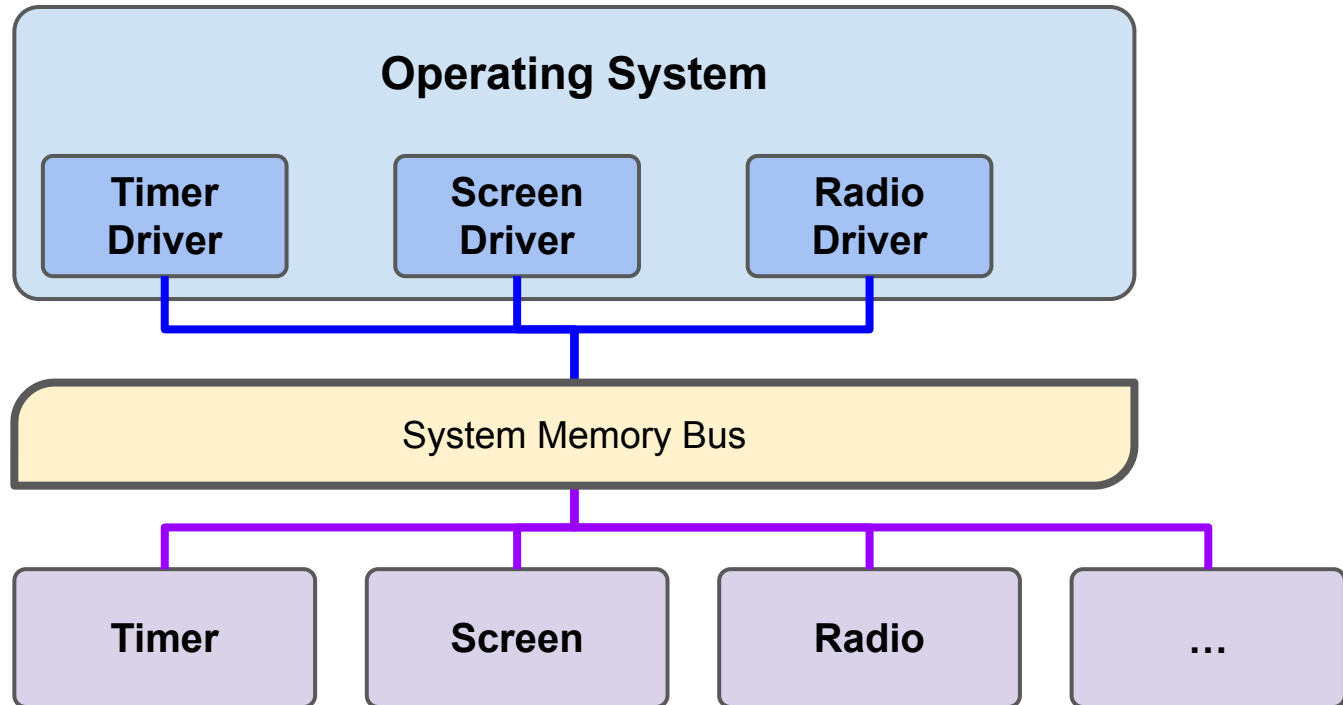 Operating System
Timer
Driver
Screen
Driver
Radio
Driver
System Memory Bus
Timer
Screen
Radio
...